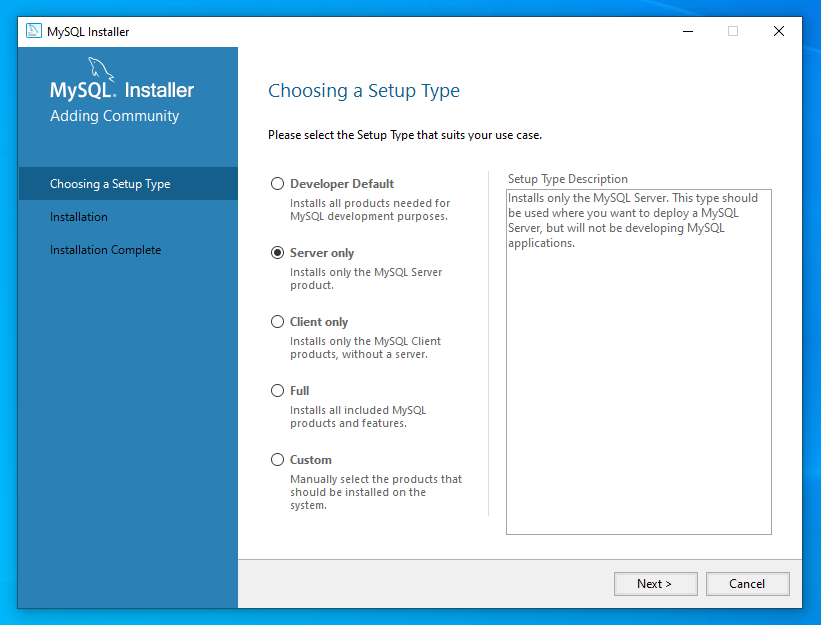 MySQL Installer
MySQL. Installer
Adding Community
Choosing a Setup Type
Installation
Installation Complete
Choosing a Setup Type
Please select the Setup Type that suits your use case.
Developer Default
Installs all products needed for
MySQL development purposes.
Server only
Installs only the MySQL Server
product.
Client only
Installs only the MySQL Client
products, without a server.
Full
Installs all included MySQL
products and features.
Custom
Manually select the products that
should be installed on the
system.
Setup Type Description
Installs only the MySQL Server. This type should
be used where you want to deploy a MySQL
Server, but will not be developing MySQL
applications.
Next >
Cancel